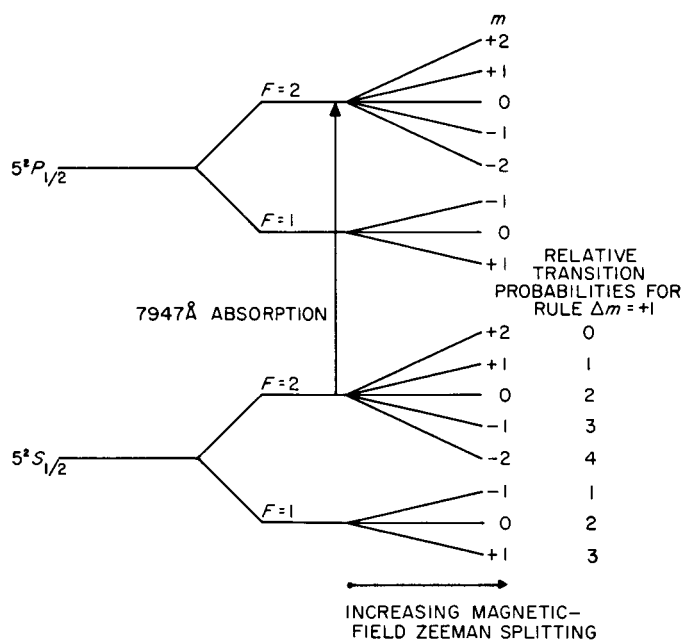 m
+2
+1
F=2
0
-1
-2
5²P1/2
-1
F=1
0
+1
RELATIVE
TRANSITION
PROBABILITIES FOR
RULE Δm=+1
7947Å ABSORPTION
+2 0
+1 1
F=2
0 2
-1 3
-2 4
5²S1/2
-1 1
F=1
0 2
+1 3
INCREASING MAGNETIC-
FIELD ZEEMAN SPLITTING